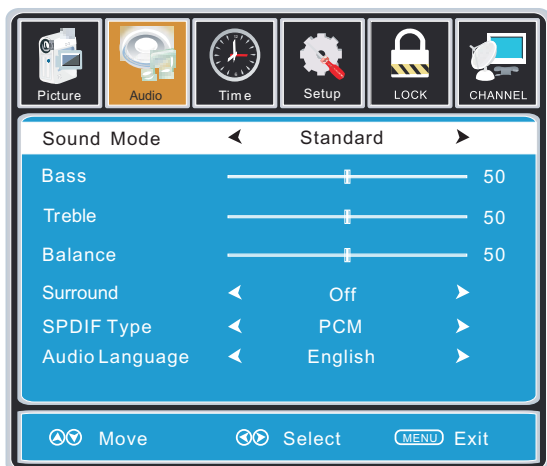 Picture Audio Time Setup LOCK CHANNEL
Sound Mode Standard
Bass 50
Treble 50
Balance 50
Surround Off
SPDIF Type PCM
Audio Language English
Move Select MENU Exit